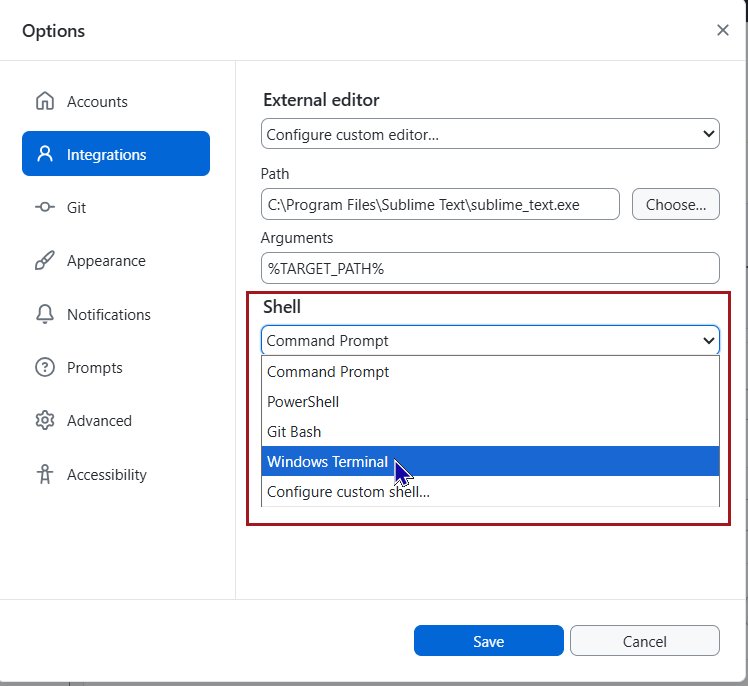 Options
Accounts
Integrations
Git
Appearance
Notifications
Prompts
Advanced
Accessibility
External editor
Configure custom editor...
Path
C:\Program Files\Sublime Text\sublime_text.exe
Choose...
Arguments
%TARGET_PATH%
Shell
Command Prompt
Command Prompt
PowerShell
Git Bash
Windows Terminal
Configure custom shell...
Save
Cancel